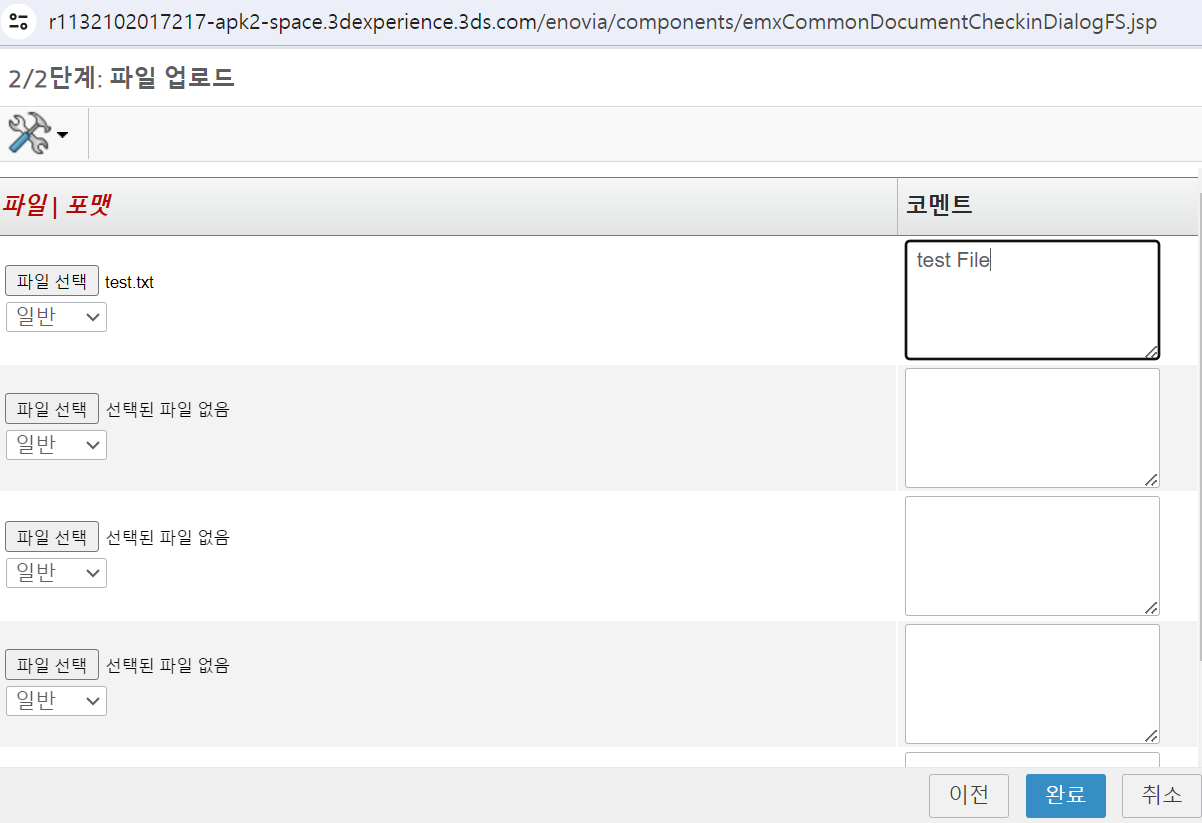 r1132102017217-apk2-space.3dexperience.3ds.com/enovia/components/emxCommonDocumentCheckinDialogFS.jsp
2/2단계: 파일 업로드
파일 | 포맷 코멘트
파일 선택 test.txt
일반
test File
파일 선택 선택된 파일 없음
일반
파일 선택 선택된 파일 없음
일반
파일 선택 선택된 파일 없음
일반
이전 완료 취소